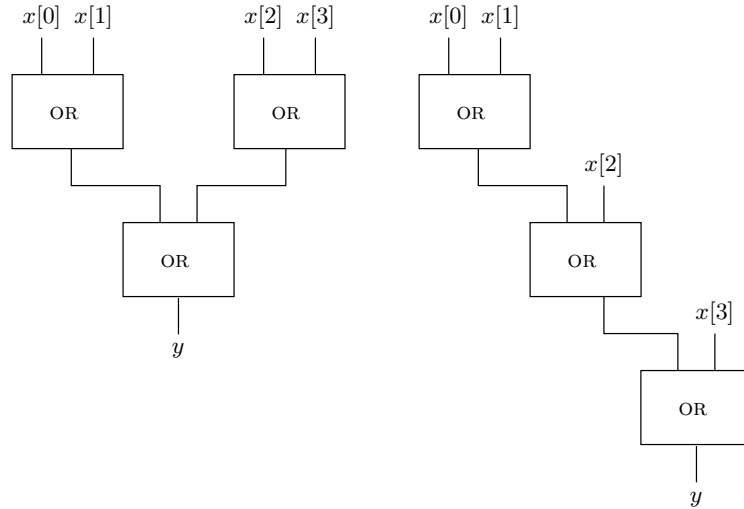 x[0] x[1] x[2] x[3] x[0] x[1]
OR OR OR
x[2]
OR OR
x[3]
y
OR
y